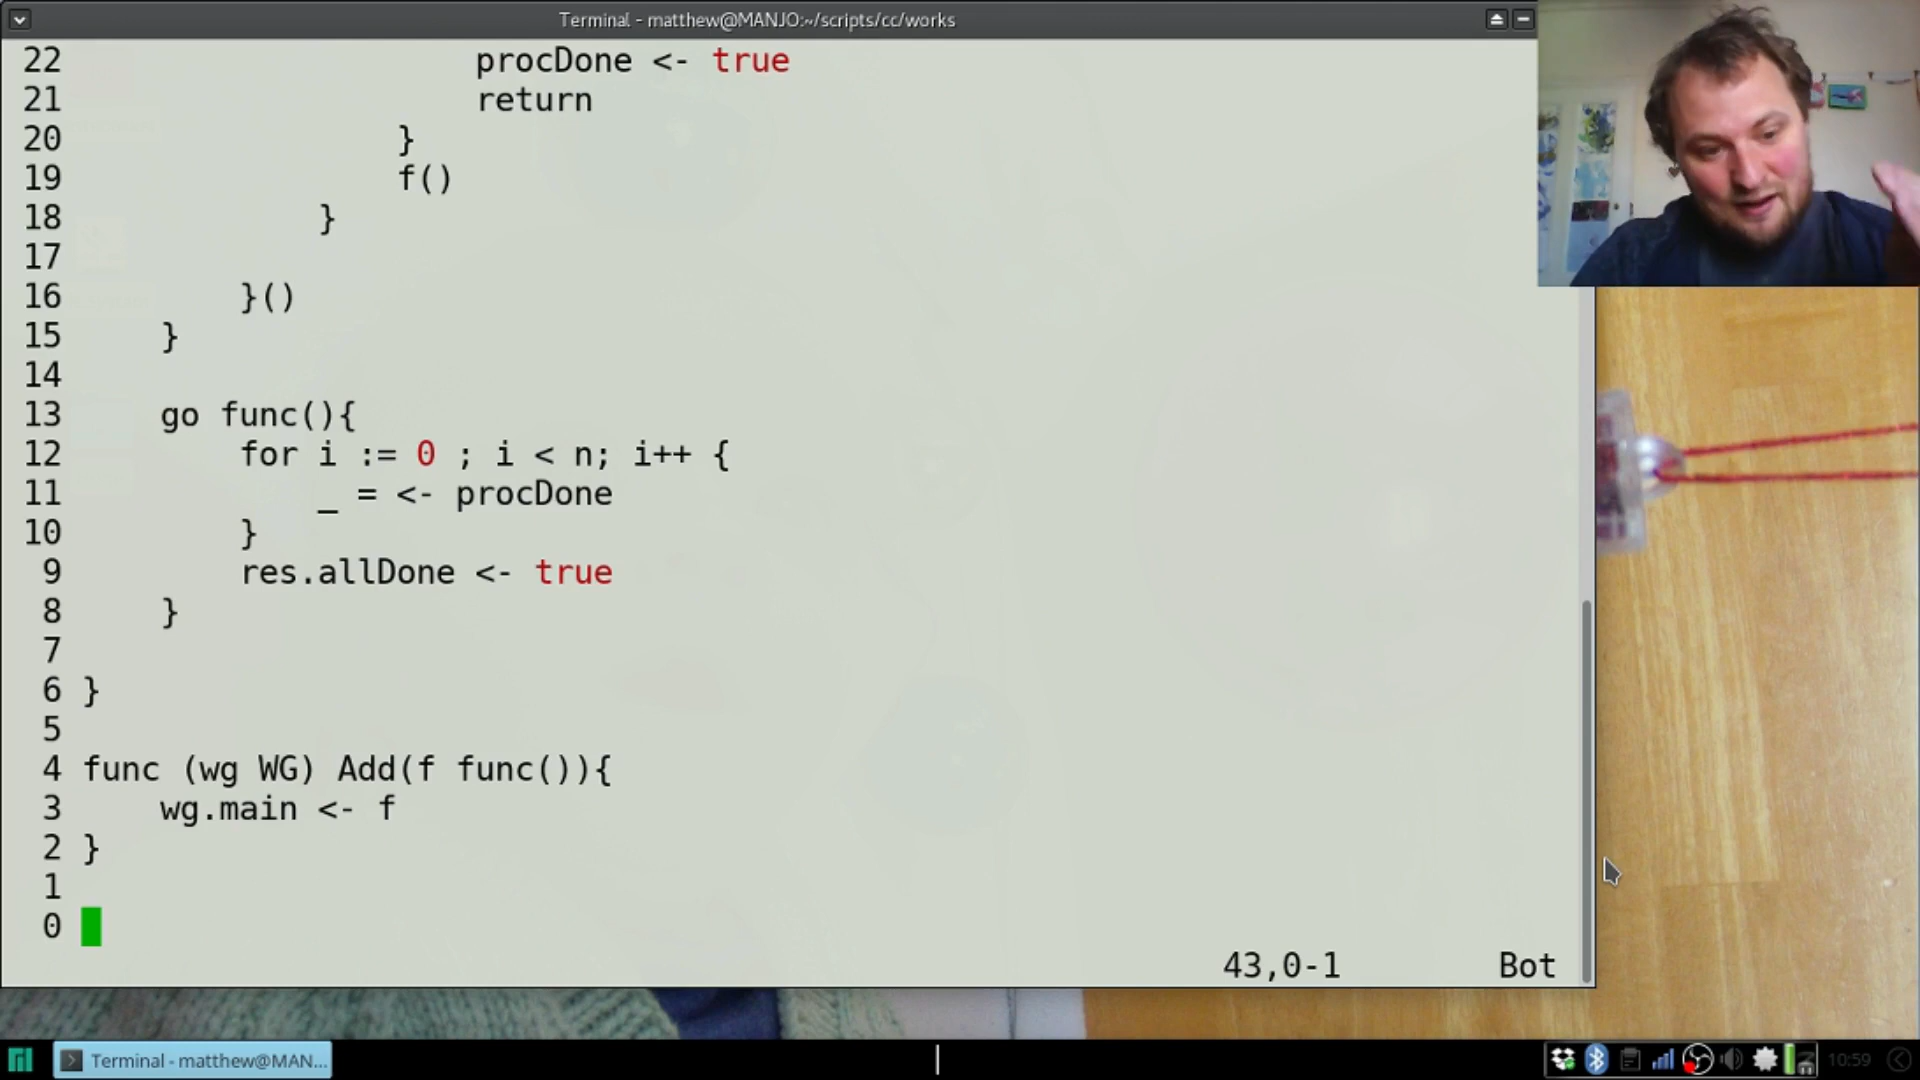 Terminal - matthew@MANJO:~/scripts/cc/works
22 procDone <- true
21 return
20 }
19 f()
18 }
17
16 }()
15 }
14
13 go func(){
12 for i := 0 ; i < n; i++ {
11 _ = <- procDone
10 }
9 res.allDone <- true
8 }
7
6 }
5
4 func (wg WG) Add(f func()){
3 wg.main <- f
2 }
1
0
43,0-1 Bot
Terminal - matthew@MAN...
10:59